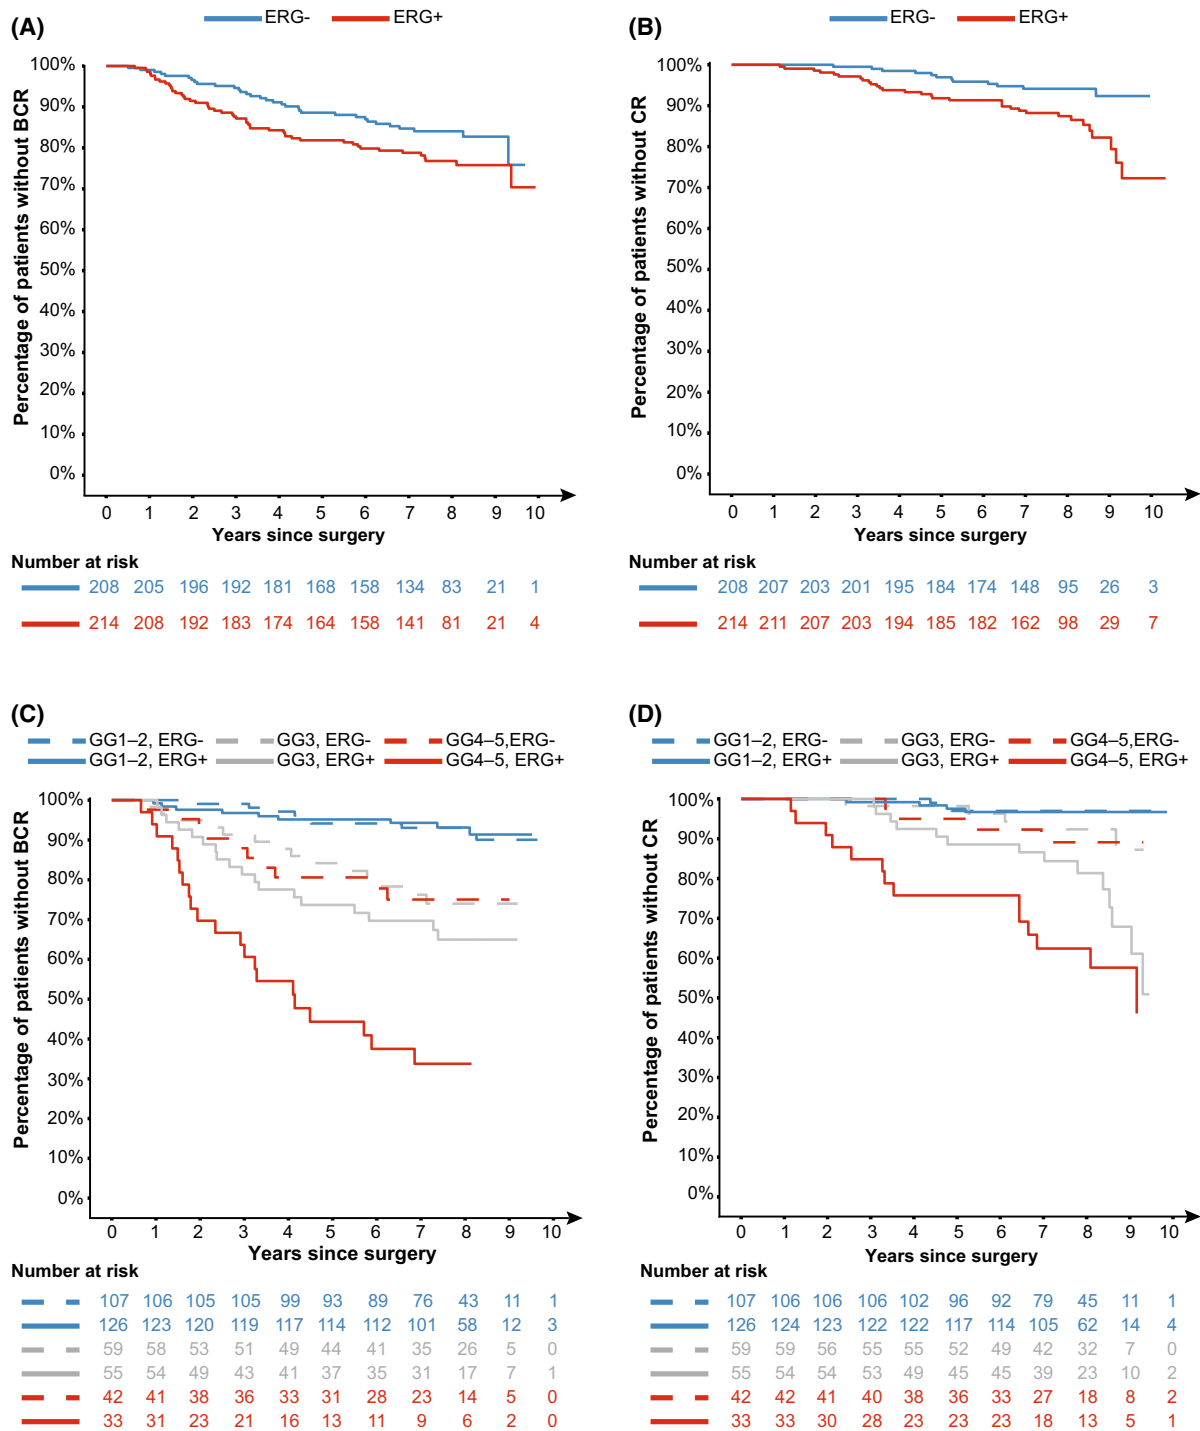 (A)
ERG- ERG+
Percentage of patients without BCR
100%
90%
80%
70%
60%
50%
40%
30%
20%
10%
0%
0 1 2 3 4 5 6 7 8 9 10
Years since surgery
Number at risk
208 205 196 192 181 168 158 134 83 21 1
214 208 192 183 174 164 158 141 81 21 4
(B)
ERG- ERG+
Percentage of patients without CR
100%
90%
80%
70%
60%
50%
40%
30%
20%
10%
0%
0 1 2 3 4 5 6 7 8 9 10
Years since surgery
Number at risk
208 207 203 201 195 184 174 148 95 26 3
214 211 207 203 194 185 182 162 98 29 7
(C)
GG1–2, ERG- GG3, ERG- GG4–5,ERG-
GG1–2, ERG+ GG3, ERG+ GG4–5, ERG+
Percentage of patients without BCR
100%
90%
80%
70%
60%
50%
40%
30%
20%
10%
0%
0 1 2 3 4 5 6 7 8 9 10
Years since surgery
Number at risk
107 106 105 105 99 93 89 76 43 11 1
126 123 120 119 117 114 112 101 58 12 3
59 58 53 51 49 44 41 35 26 5 0
55 54 49 43 41 37 35 31 17 7 1
42 41 38 36 33 31 28 23 14 5 0
33 31 23 21 16 13 11 9 6 2 0
(D)
GG1–2, ERG- GG3, ERG- GG4–5,ERG-
GG1–2, ERG+ GG3, ERG+ GG4–5, ERG+
Percentage of patients without CR
100%
90%
80%
70%
60%
50%
40%
30%
20%
10%
0%
0 1 2 3 4 5 6 7 8 9 10
Years since surgery
Number at risk
107 106 106 106 102 96 92 79 45 11 1
126 124 123 122 122 117 114 105 62 14 4
59 59 56 55 55 52 49 42 32 7 0
55 54 54 53 49 45 45 39 23 10 2
42 42 41 40 38 36 33 27 18 8 2
33 33 30 28 23 23 23 18 13 5 1